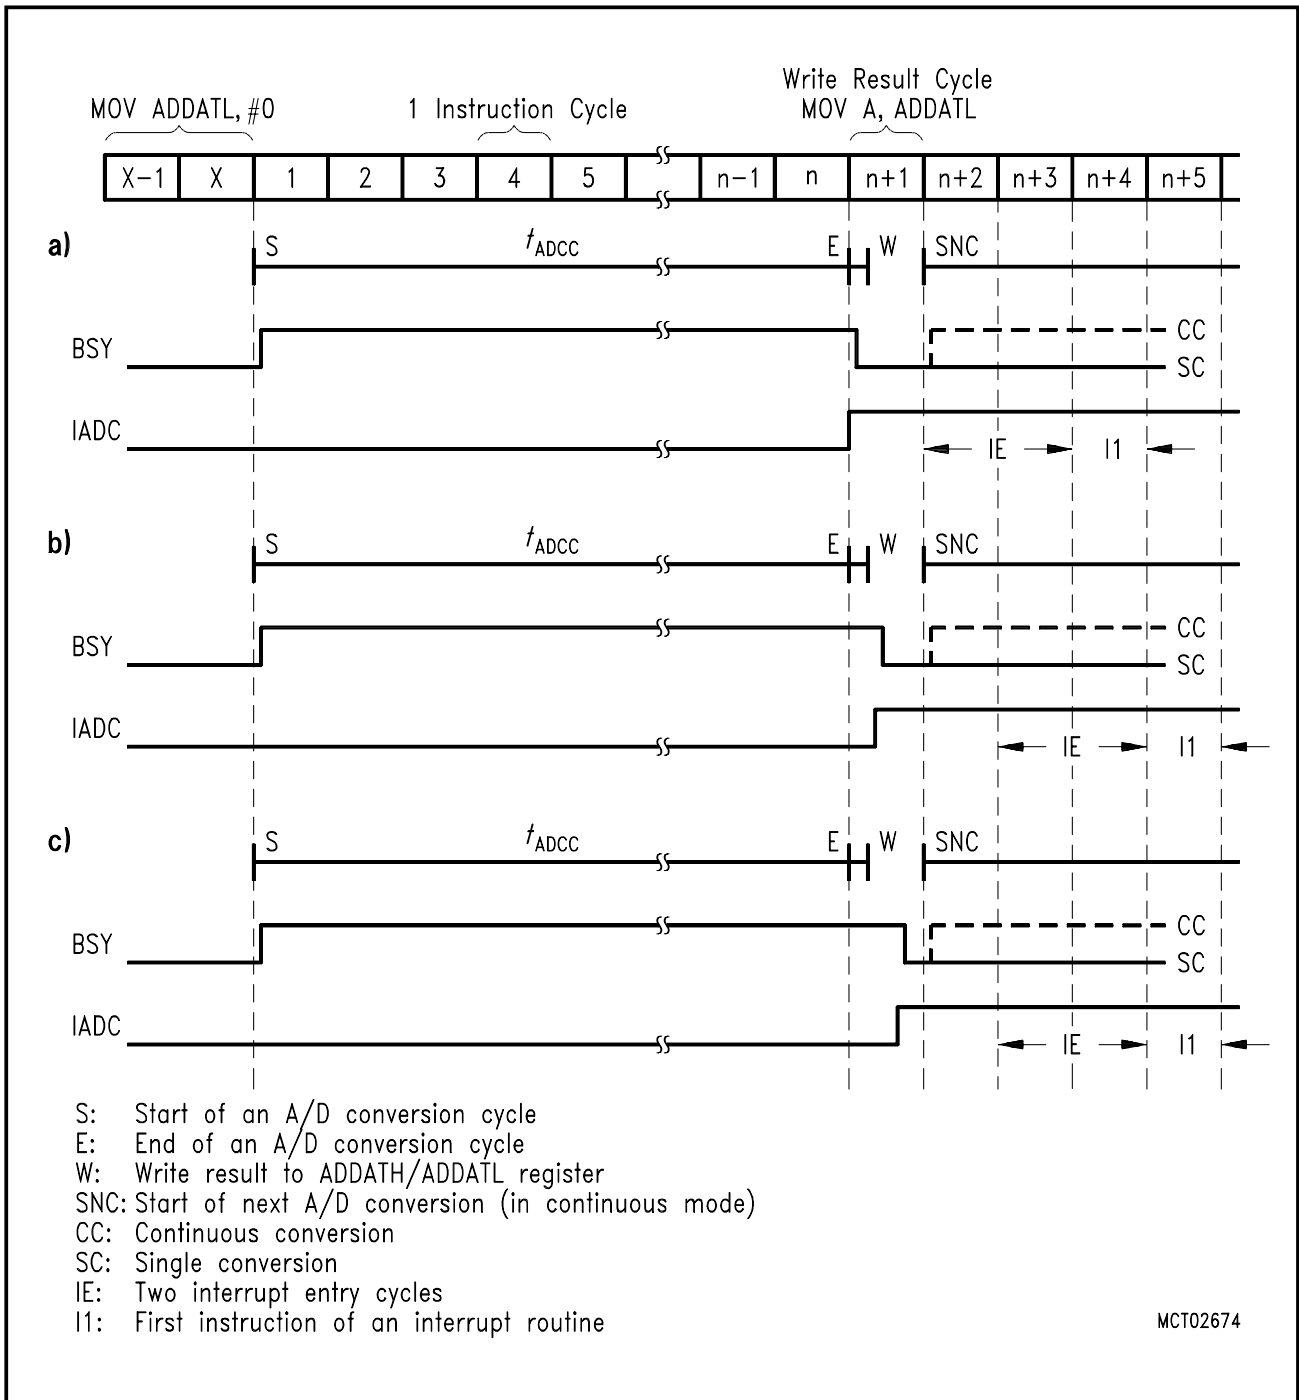 Write Result Cycle
MOV ADDATL, #0 1 Instruction Cycle MOV A, ADDATL
X-1 X 1 2 3 4 5 n-1 n n+1 n+2 n+3 n+4 n+5
a) S tADCC E W SNC
BSY CC
SC
IADC IE I1
b) S tADCC E W SNC
BSY CC
SC
IADC IE I1
c) S tADCC E W SNC
BSY CC
SC
IADC IE I1
S: Start of an A/D conversion cycle
E: End of an A/D conversion cycle
W: Write result to ADDATH/ADDATL register
SNC: Start of next A/D conversion (in continuous mode)
CC: Continuous conversion
SC: Single conversion
IE: Two interrupt entry cycles
I1: First instruction of an interrupt routine
MCT02674